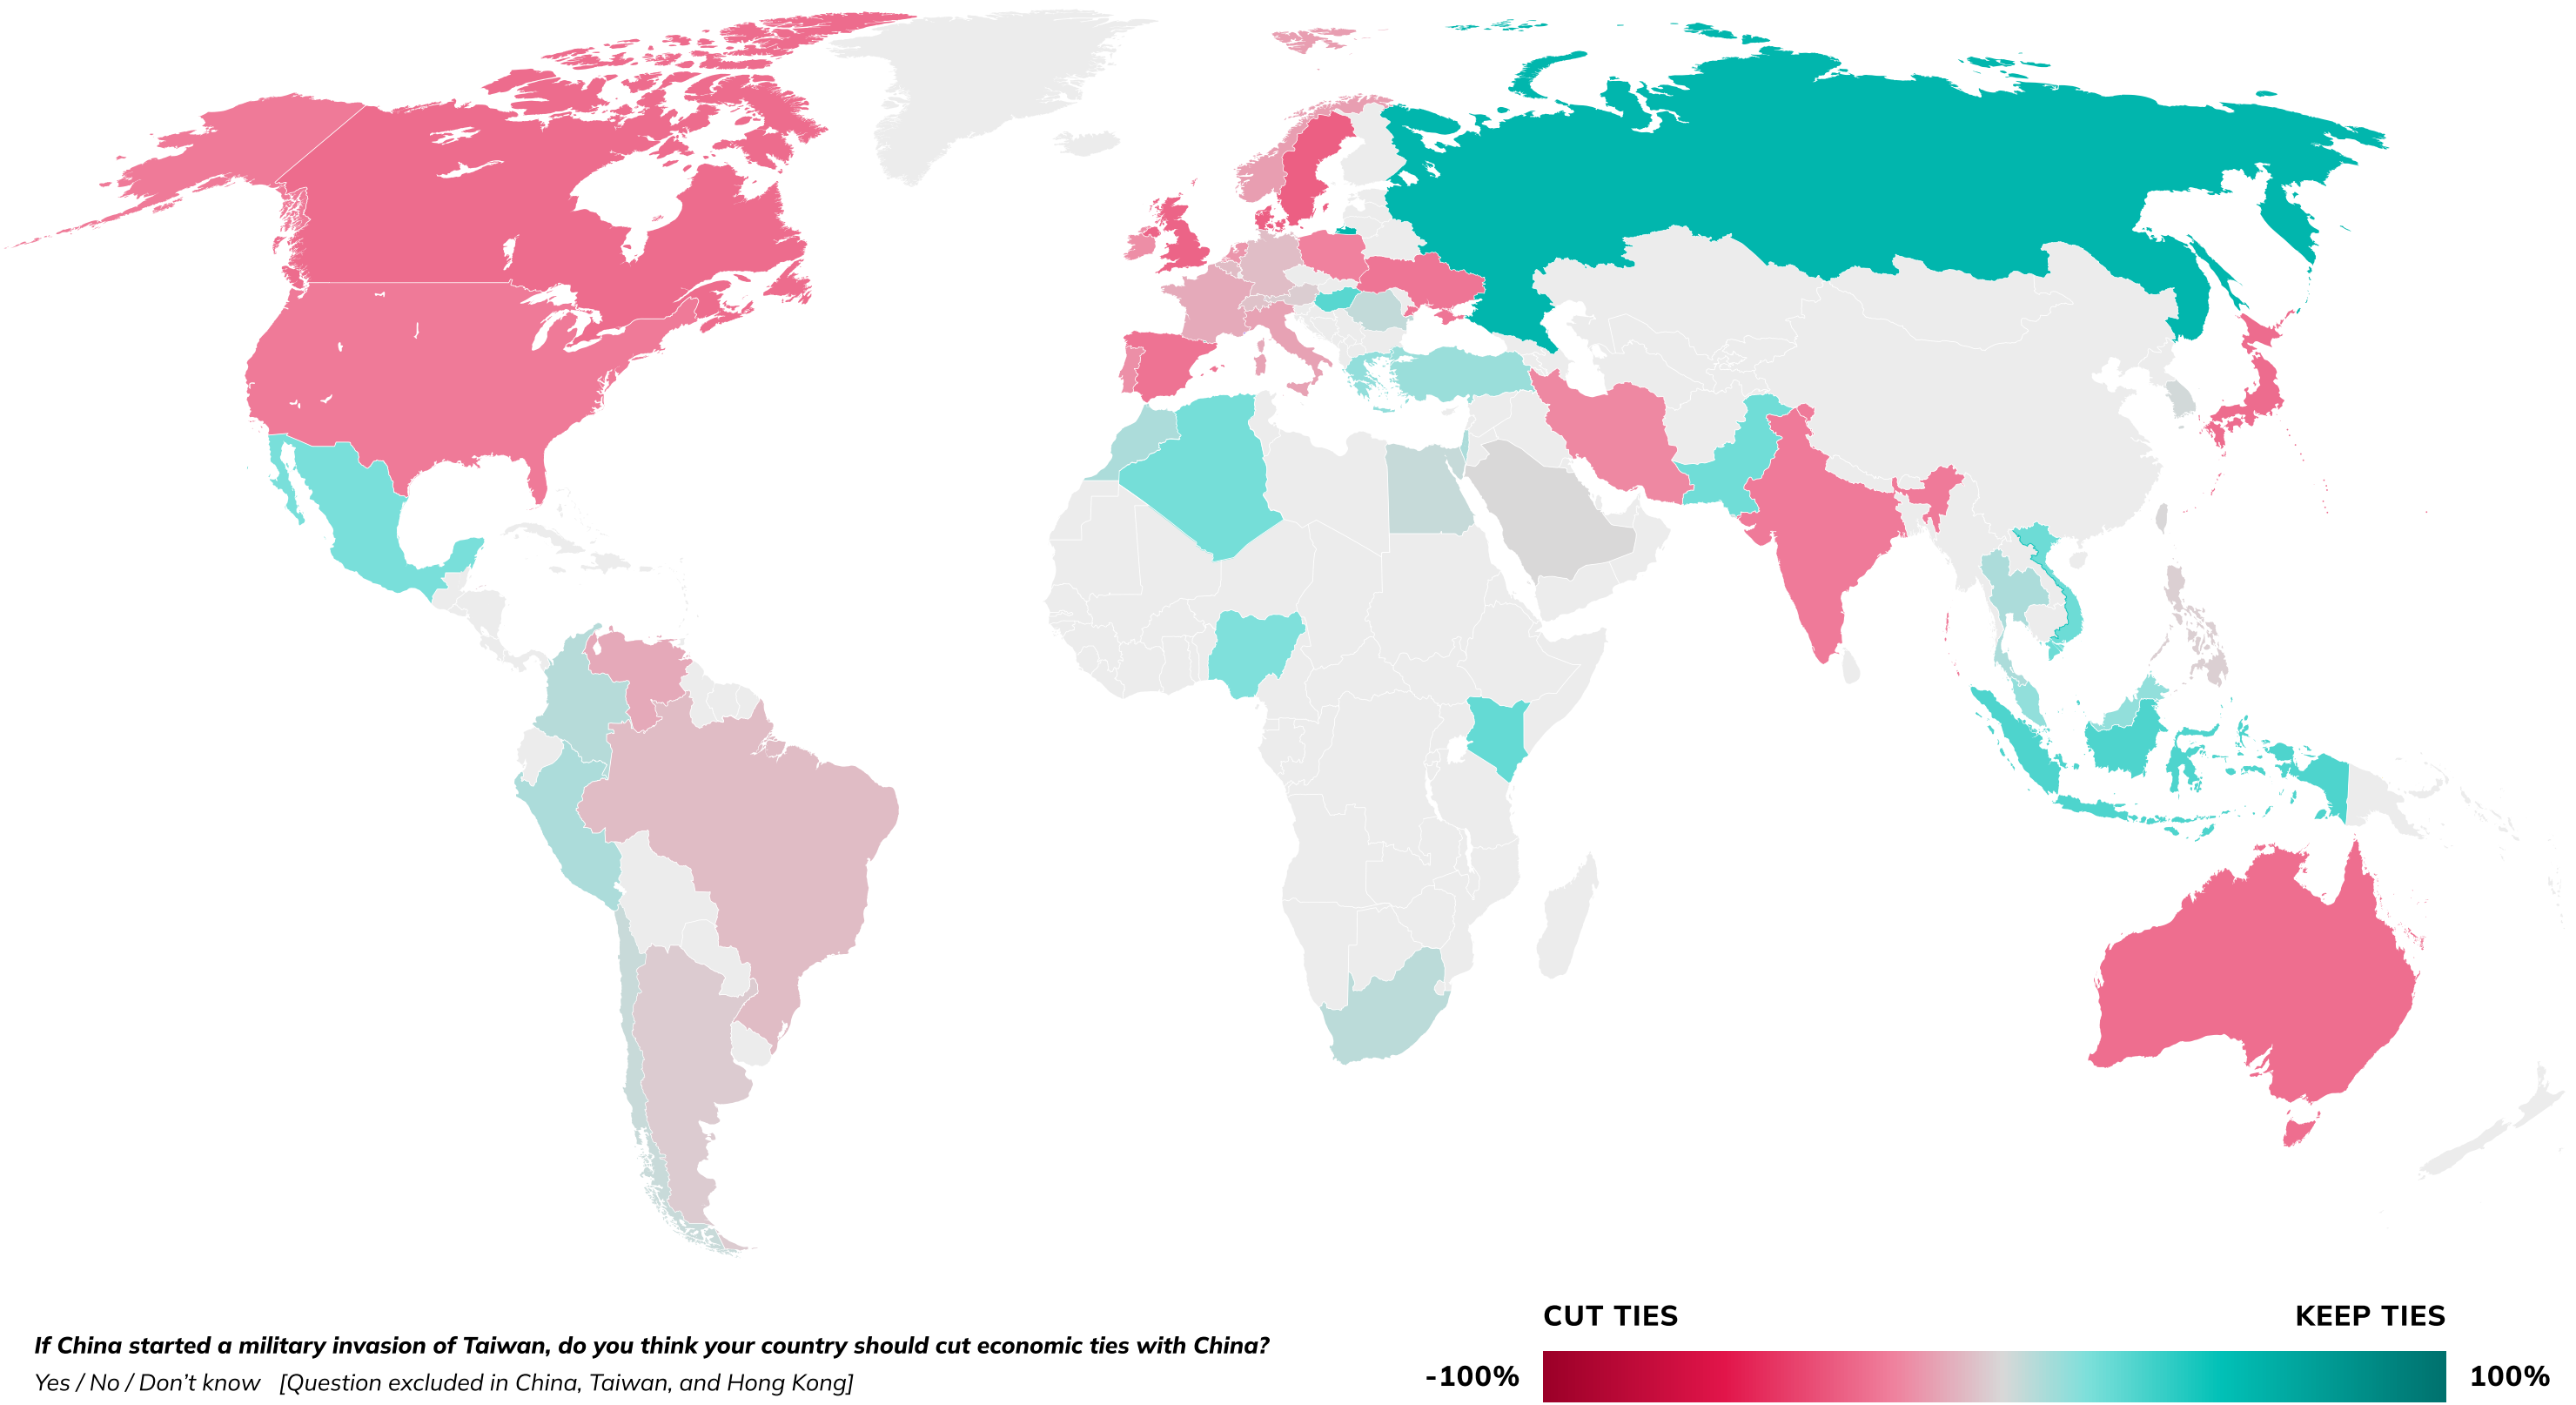 If China started a military invasion of Taiwan, do you think your country should cut economic ties with China?
Yes / No / Don’t know   [Question excluded in China, Taiwan, and Hong Kong]
CUT TIES
KEEP TIES
-100%
100%